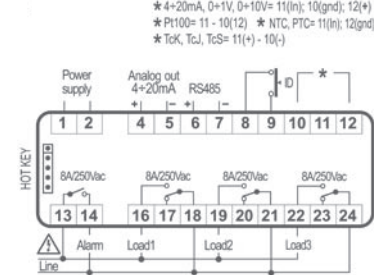 * 4÷20mA, 0÷1V, 0÷10V= 11(In); 10(gnd); 12(+)
* Pt100= 11 - 10(12) * NTC, PTC= 11(In); 12(gnd)
* TcK, TcJ, TcS= 11(+) - 10(-)
Power supply
Analog out 4÷20mA
RS485
ID
*
+ - + -
1 2 4 5 6 7 8 9 10 11 12
HOT KEY
8A/250Vac 8A/250Vac 8A/250Vac 8A/250Vac
13 14 16 17 18 19 20 21 22 23 24
Alarm Load1 Load2 Load3
Line